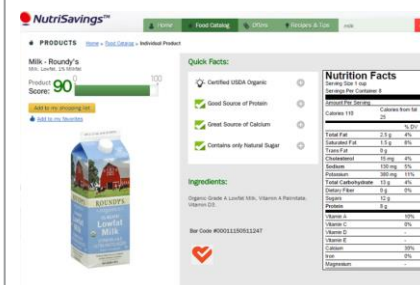 NutriSavings™
Home
Food Catalog
Offers
Recipes & Tips
milk
PRODUCTS Home » Food Catalog » Individual Product
Milk - Roundy's
Milk, Lowfat, 1% Milkfat
Product Score: 90
0 100
Add to my shopping list
Add to my favorites
ROUNDY'S
Lowfat
Milk
Quick Facts:
Certified USDA Organic
Good Source of Protein
Great Source of Calcium
Contains only Natural Sugar
Ingredients:
Organic Grade A Lowfat Milk, Vitamin A Palmitate,
Vitamin D3.
Bar Code #00011150511247
Nutrition Facts
Serving Size 1 cup
Servings Per Container 8
Amount Per Serving
Calories 110 Calories from fat 25
% DV
Total Fat 2.5 g 4%
Saturated Fat 1.5 g 8%
Trans Fat 0 g
Cholesterol 15 mg 4%
Sodium 130 mg 5%
Potassium 380 mg 11%
Total Carbohydrate 13 g 4%
Dietary Fiber 0 g 0%
Sugars 12 g
Protein 8 g
Vitamin A 10%
Vitamin C 0%
Vitamin D -
Vitamin E -
Calcium 30%
Iron 0%
Magnesium -